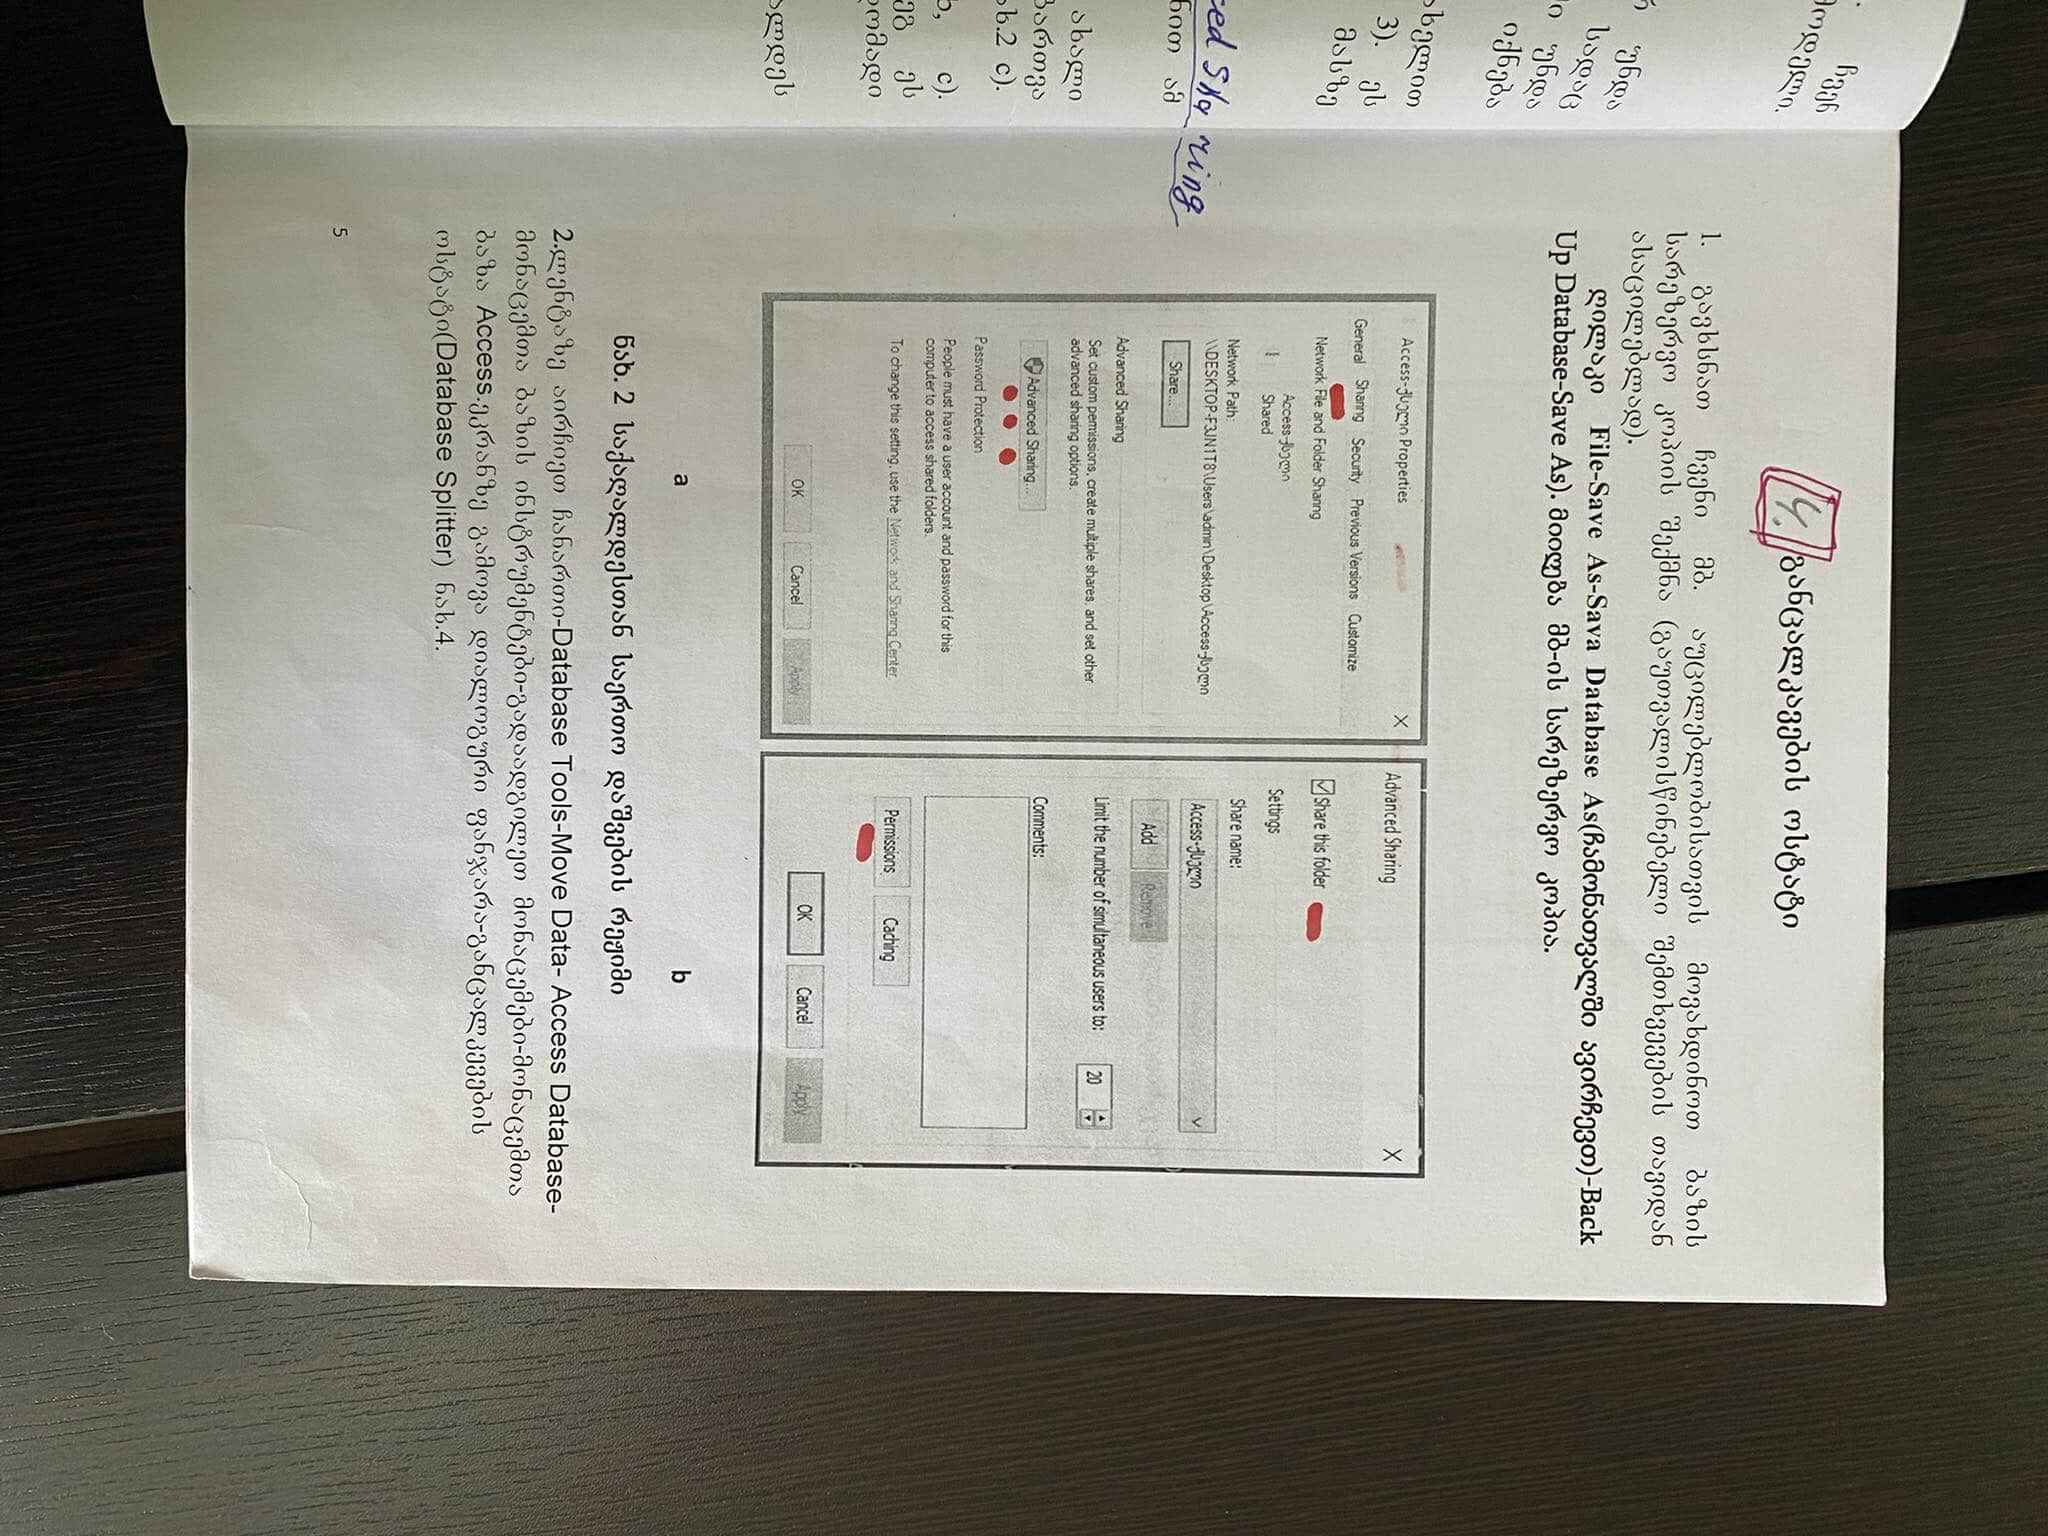 ჩვენ
მოდელი.
უნდა
სადაც
უნდა
იქნება
ახელით
3). ეს
მასზე
ced Sharing
ნით ამ
ახალი
ბართვა
ახ.2 c).
b, c).
ეგ ეს
ალდეს
4. განცალკავების ოსტატი
1. გავხსნათ ჩვენი მბ. აუცილებლობისათვის მოვახდინოთ ბაზის
სარეზერვო კოპიის შექმნა (გაუთვალისწინებელი შემთხვევების თავიდან
ასაცილებლად).
ღილაკი File-Save As-Sava Database As(ჩამონათვალში ავირჩევთ)-Back
Up Database-Save As). მიიღება მბ-ის სარეზერვო კოპია.
Access-ქსელი Properties
General Sharing Security Previous Versions Customize
Network File and Folder Sharing
Access-ქსელი
Shared
Network Path:
\\DESKTOP-F3JN1T8\Users\admin\Desktop\Access-ქსელი
Share...
Advanced Sharing
Set custom permissions, create multiple shares, and set other
advanced sharing options.
Advanced Sharing...
Password Protection
People must have a user account and password for this
computer to access shared folders.
To change this setting, use the Network and Sharing Center.
OK Cancel Apply
Advanced Sharing
Share this folder
Settings
Share name:
Access-ქსელი
Add Remove
Limit the number of simultaneous users to: 20
Comments:
Permissions Caching
OK Cancel Apply
a b
ნახ. 2 საქაღალდესთან საერთო დაშვების რეჟიმი
2.ლენტაზე აირჩიეთ ჩანართი-Database Tools-Move Data- Access Database-
მონაცემთა ბაზის ინსტრუმენტები-გადაადგილეთ მონაცემები-მონაცემთა
ბაზა Access.ეკრანზე გამოვა დიალოგური ფანჯარა-განცალკევების
ოსტატი(Database Splitter) ნახ.4.
5